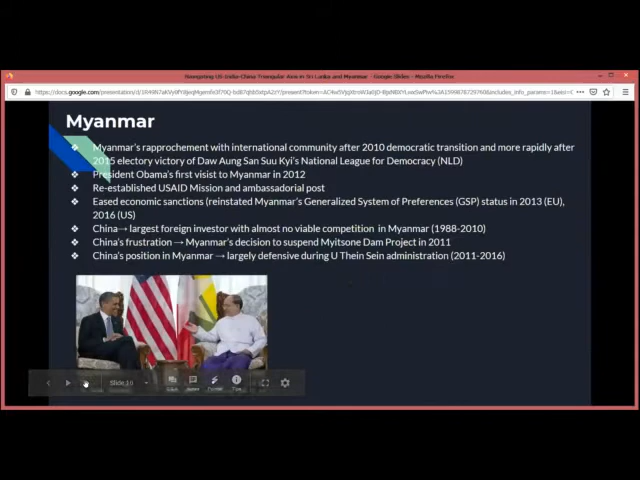 Navigating US-India-China Triangular Axis in Sri Lanka and Myanmar - Google Slides - Mozilla Firefox
Myanmar
❖ Myanmar's rapprochement with international community after 2010 democratic transition and more rapidly after
2015 electory victory of Daw Aung San Suu Kyi's National League for Democracy (NLD)
❖ President Obama's first visist to Myanmar in 2012
❖ Re-established USAID Mission and ambassadorial post
❖ Eased economic sanctions (reinstated Myanmar's Generalized System of Preferences (GSP) status in 2013 (EU),
2016 (US)
❖ China→ largest foreign investor with almost no viable competition in Myanmar (1988-2010)
❖ China's frustration → Myanmar's decision to suspend Myitsone Dam Project in 2011
❖ China's position in Myanmar → largely defensive during U Thein Sein administration (2011-2016)
Slide 10